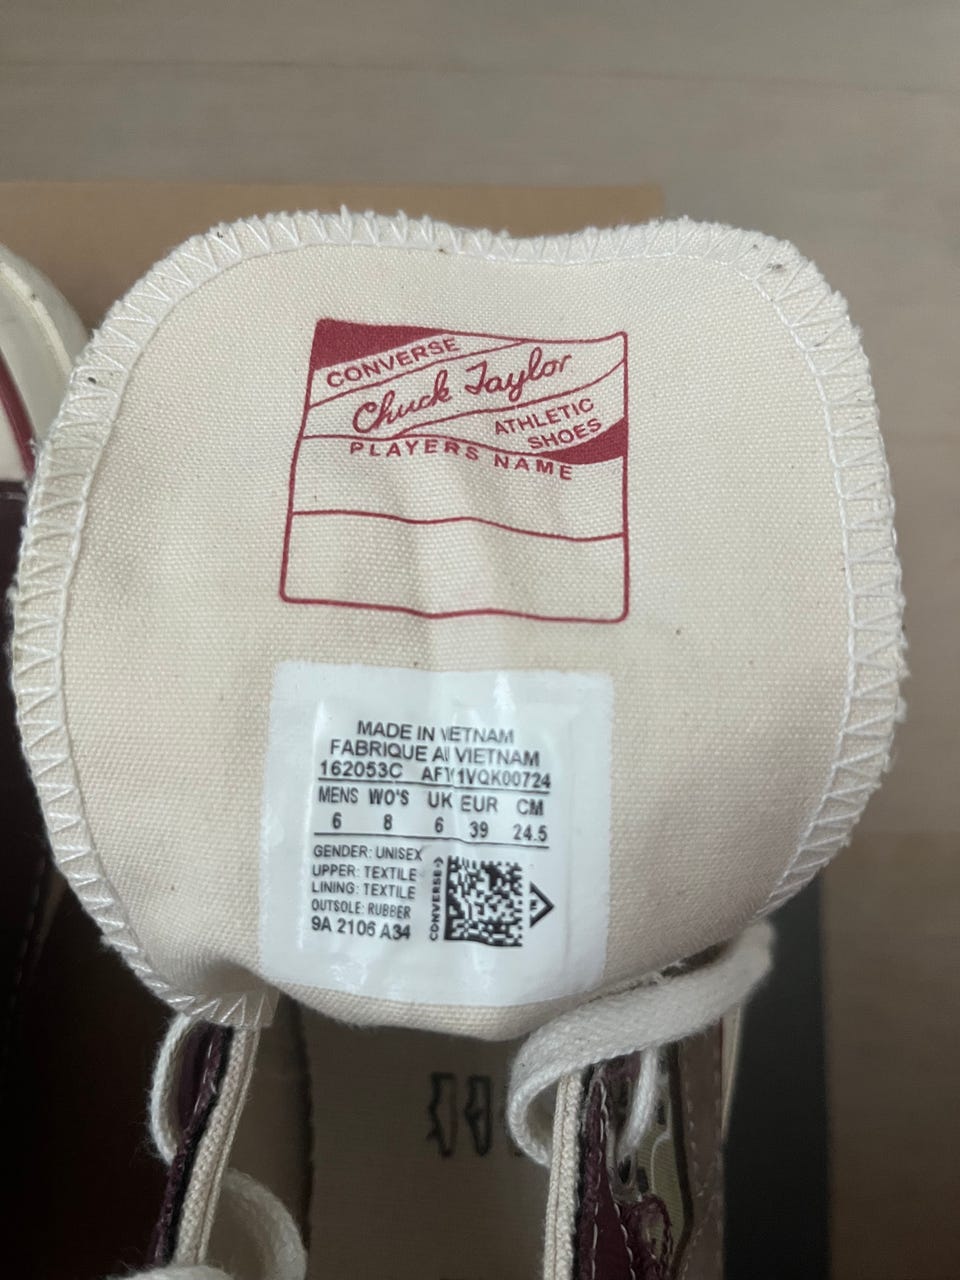 CONVERSE
Chuck Taylor
ATHLETIC
SHOES
PLAYERS NAME
MADE IN VIETNAM
FABRIQUE AU VIETNAM
162053C
MENS WO'S UK EUR CM
6 8 6 39 24.5
GENDER: UNISEX
UPPER: TEXTILE
LINING: TEXTILE
OUTSOLE: RUBBER
9A 2106 A34
CONVERSE